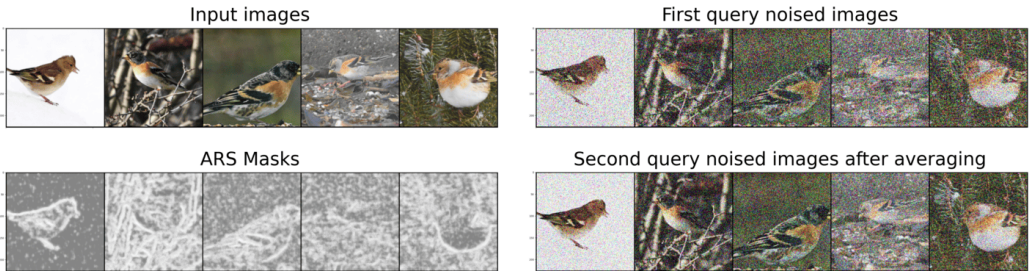 Input images
First query noised images
ARS Masks
Second query noised images after averaging